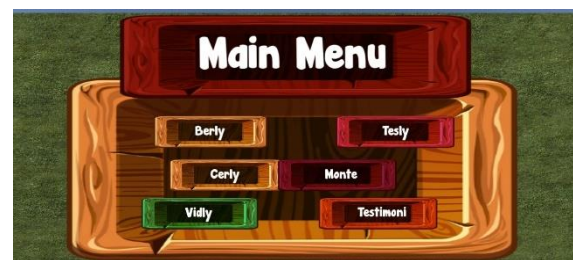 Main Menu
Berly
Tesly
Cerly
Monte
Vidly
Testimoni